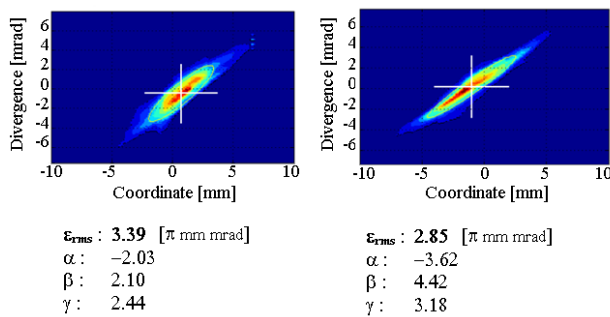 Divergence [mrad]
6
4
2
0
-2
-4
-6
-10
-5
0
5
10
Coordinate [mm]
εrms : 3.39 [π mm mrad]
α : −2.03
β : 2.10
γ : 2.44
Divergence [mrad]
6
4
2
0
-2
-4
-6
-10
-5
0
5
10
Coordinate [mm]
εrms : 2.85 [π mm mrad]
α : −3.62
β : 4.42
γ : 3.18